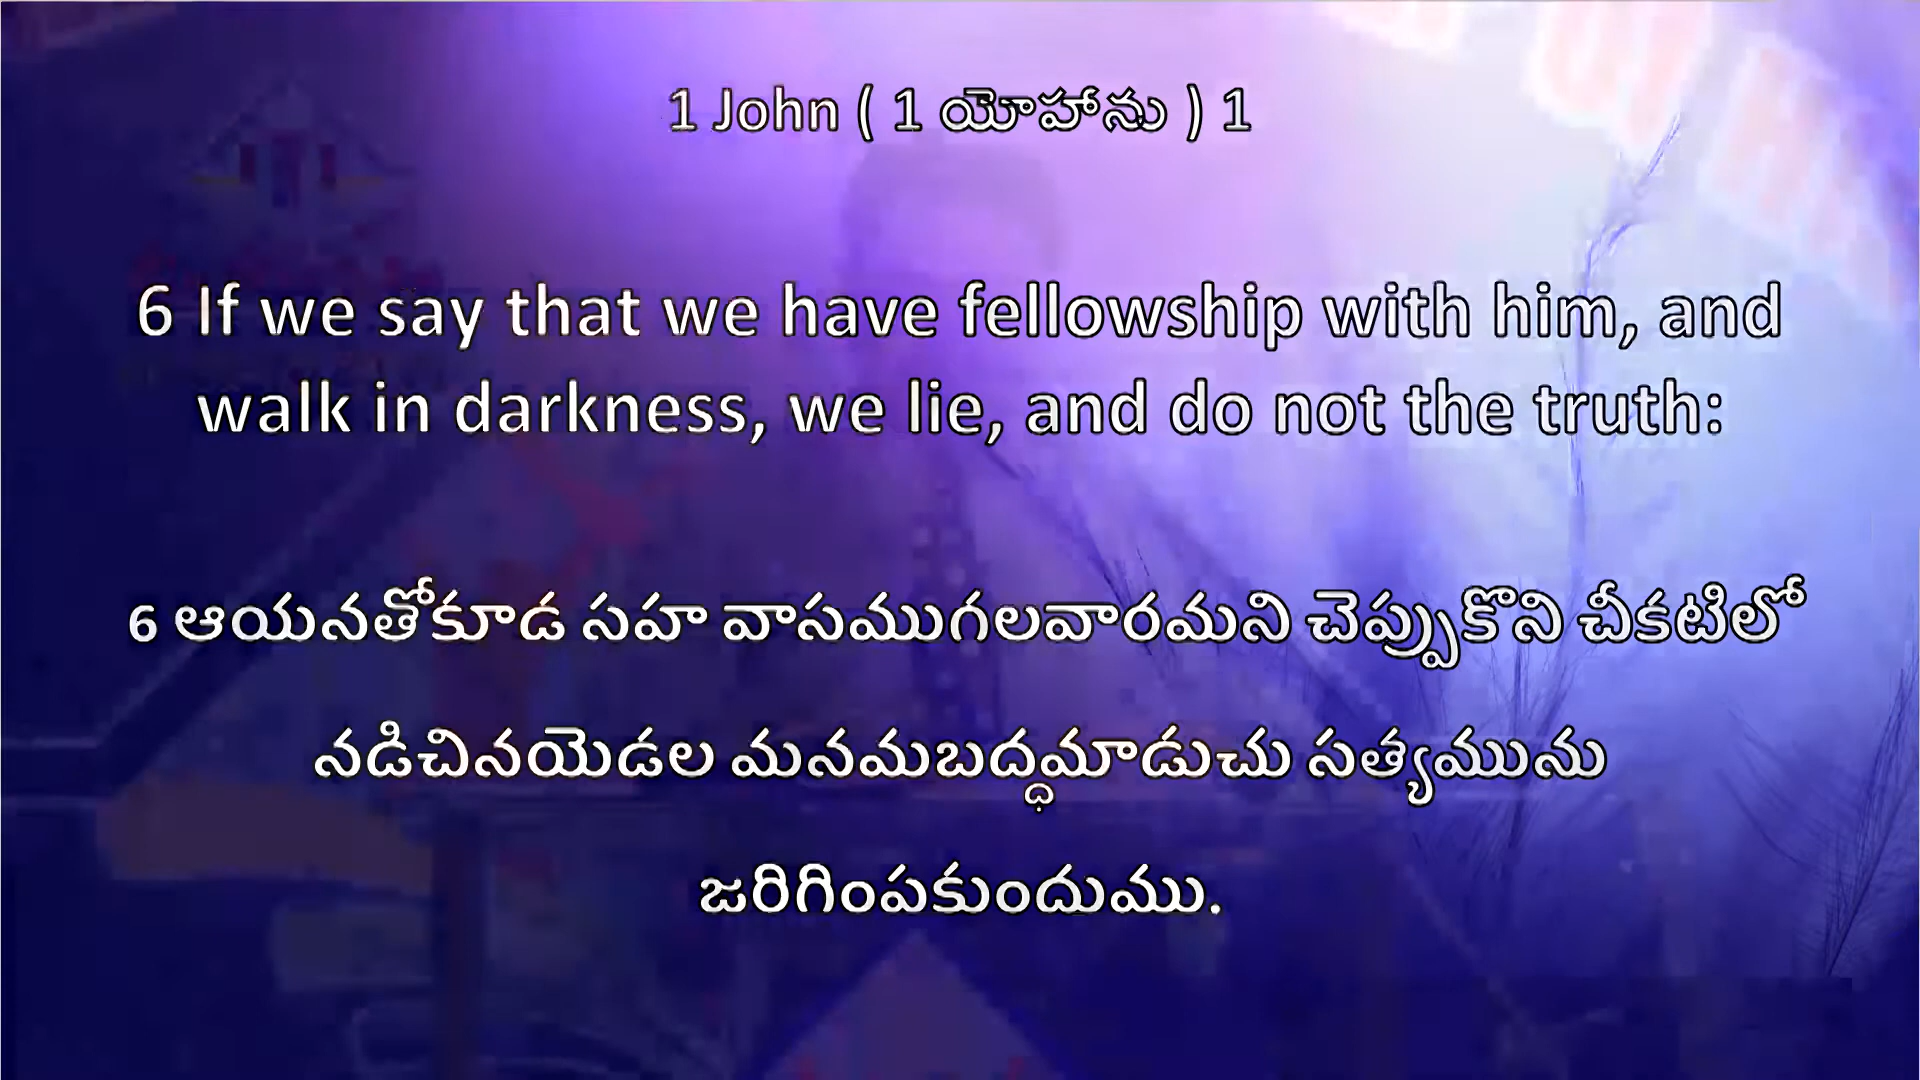 1 John ( 1 యోహాను ) 1
6 If we say that we have fellowship with him, and
walk in darkness, we lie, and do not the truth:
6 ఆయనతోకూడ సహ వాసముగలవారమని చెప్పుకొని చీకటిలో
నడిచినయెడల మనమబద్ధమాడుచు సత్యమును
జరిగింపకుందుము.